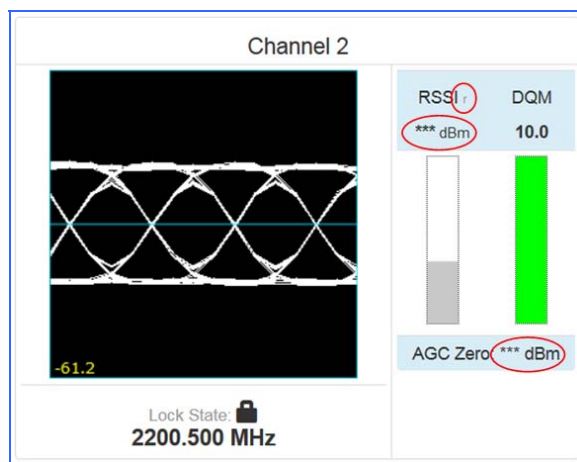 Channel 2
RSSI r
DQM
*** dBm
10.0
-61.2
AGC Zero *** dBm
Lock State:
2200.500 MHz